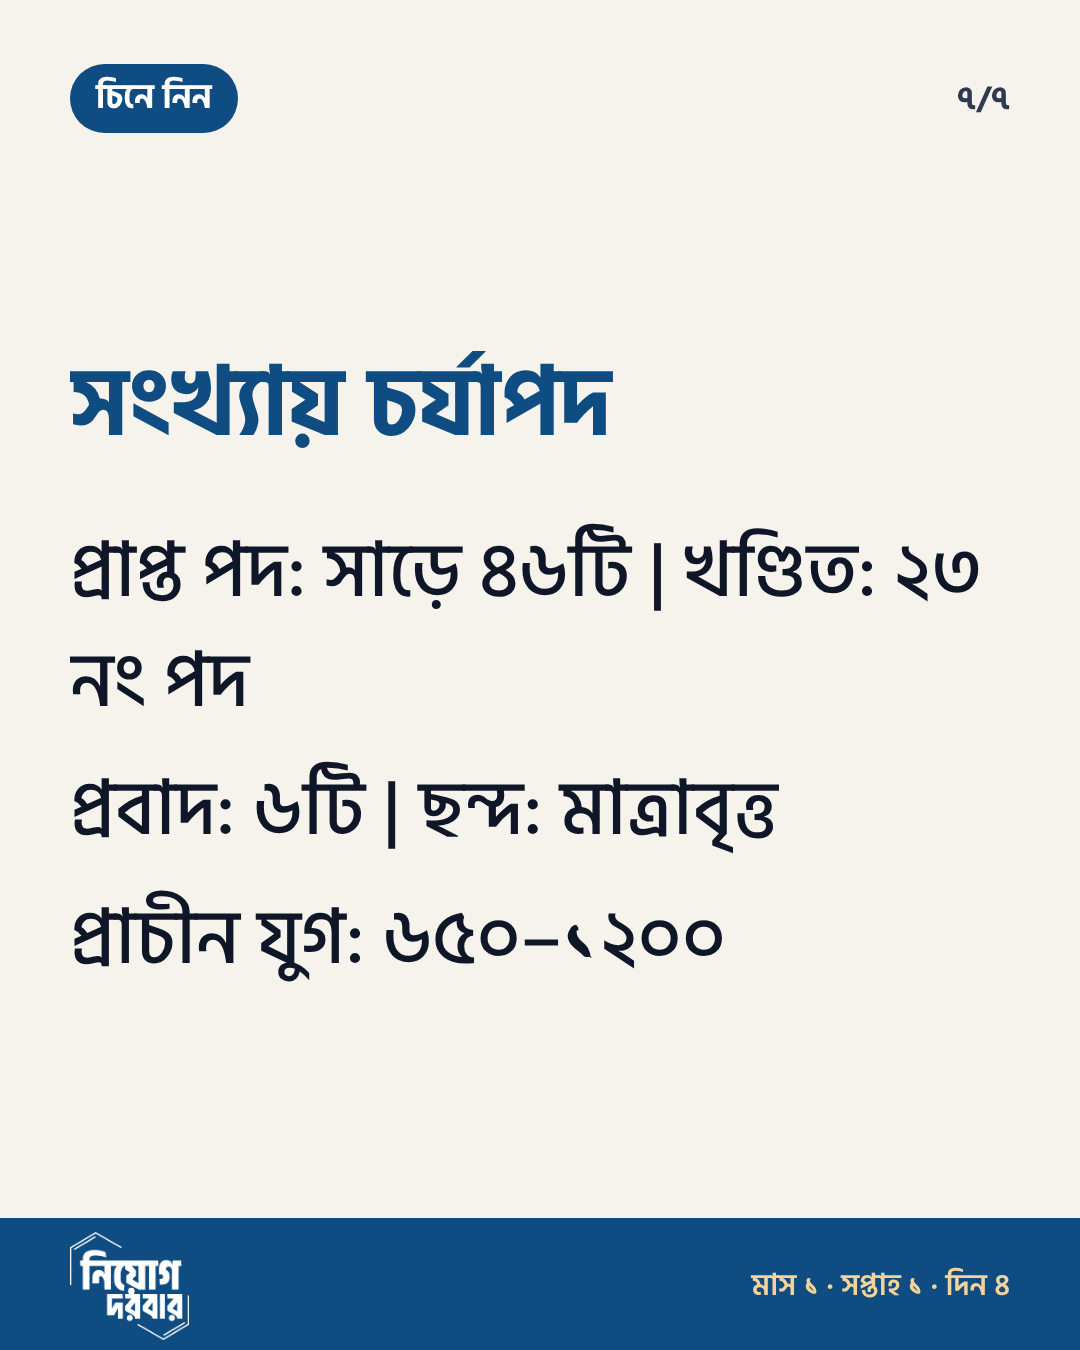 চিনে নিন
৭/৭
সংখ্যায় চর্যাপদ
প্রাপ্ত পদ: সাড়ে ৪৬টি | খণ্ডিত: ২৩
নং পদ
প্রবাদ: ৬টি | ছন্দ: মাত্রাবৃত্ত
প্রাচীন যুগ: ৬৫০–১২০০
নিয়োগ
দরবার
মাস ১ · সপ্তাহ ১ · দিন ৪